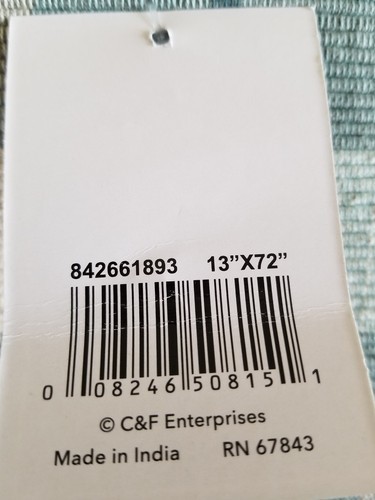 842661893 13"X72"
0 08246 50815 1
© C&F Enterprises
Made in India RN 67843